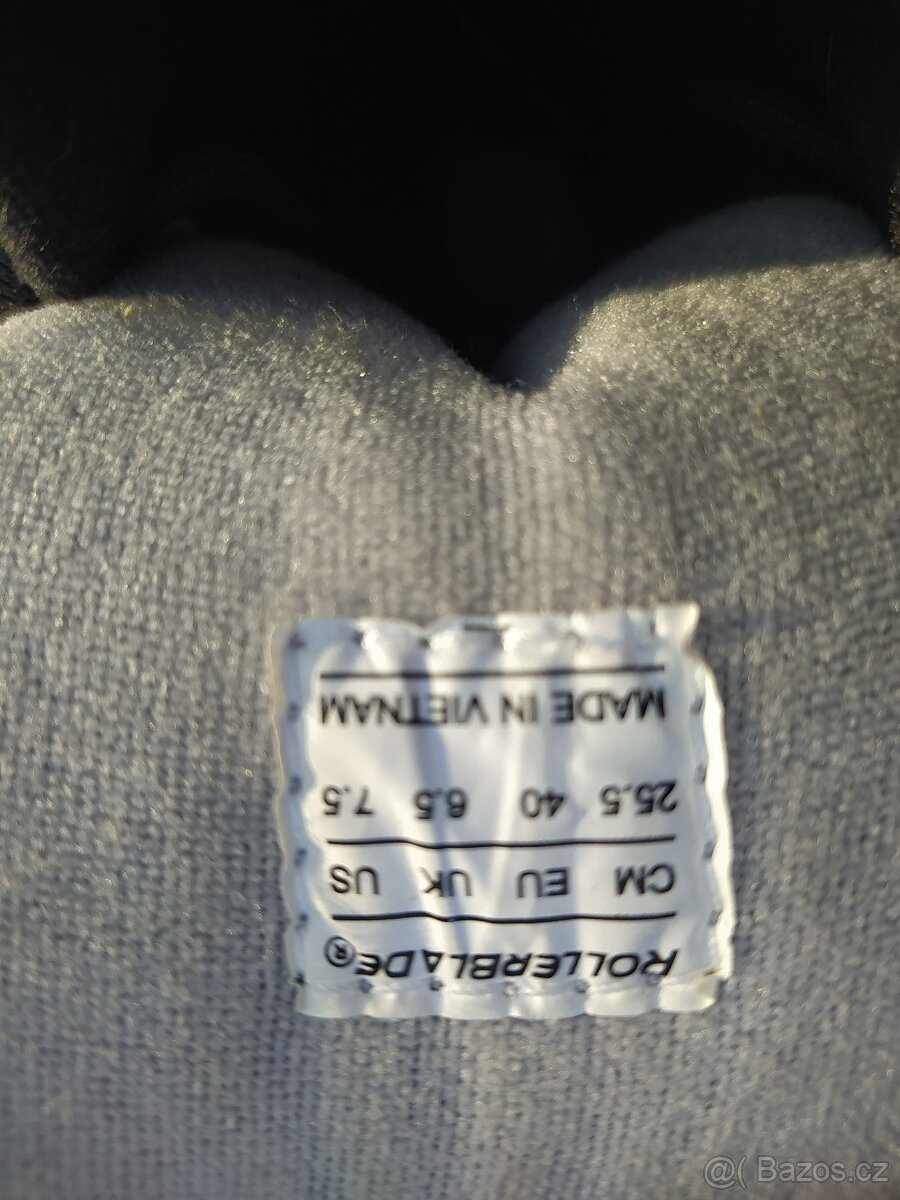 ROLLERBLADE®
CM EU UK US
25.5 40 6.5 7.5
MADE IN VIETNAM
@( Bazos.cz